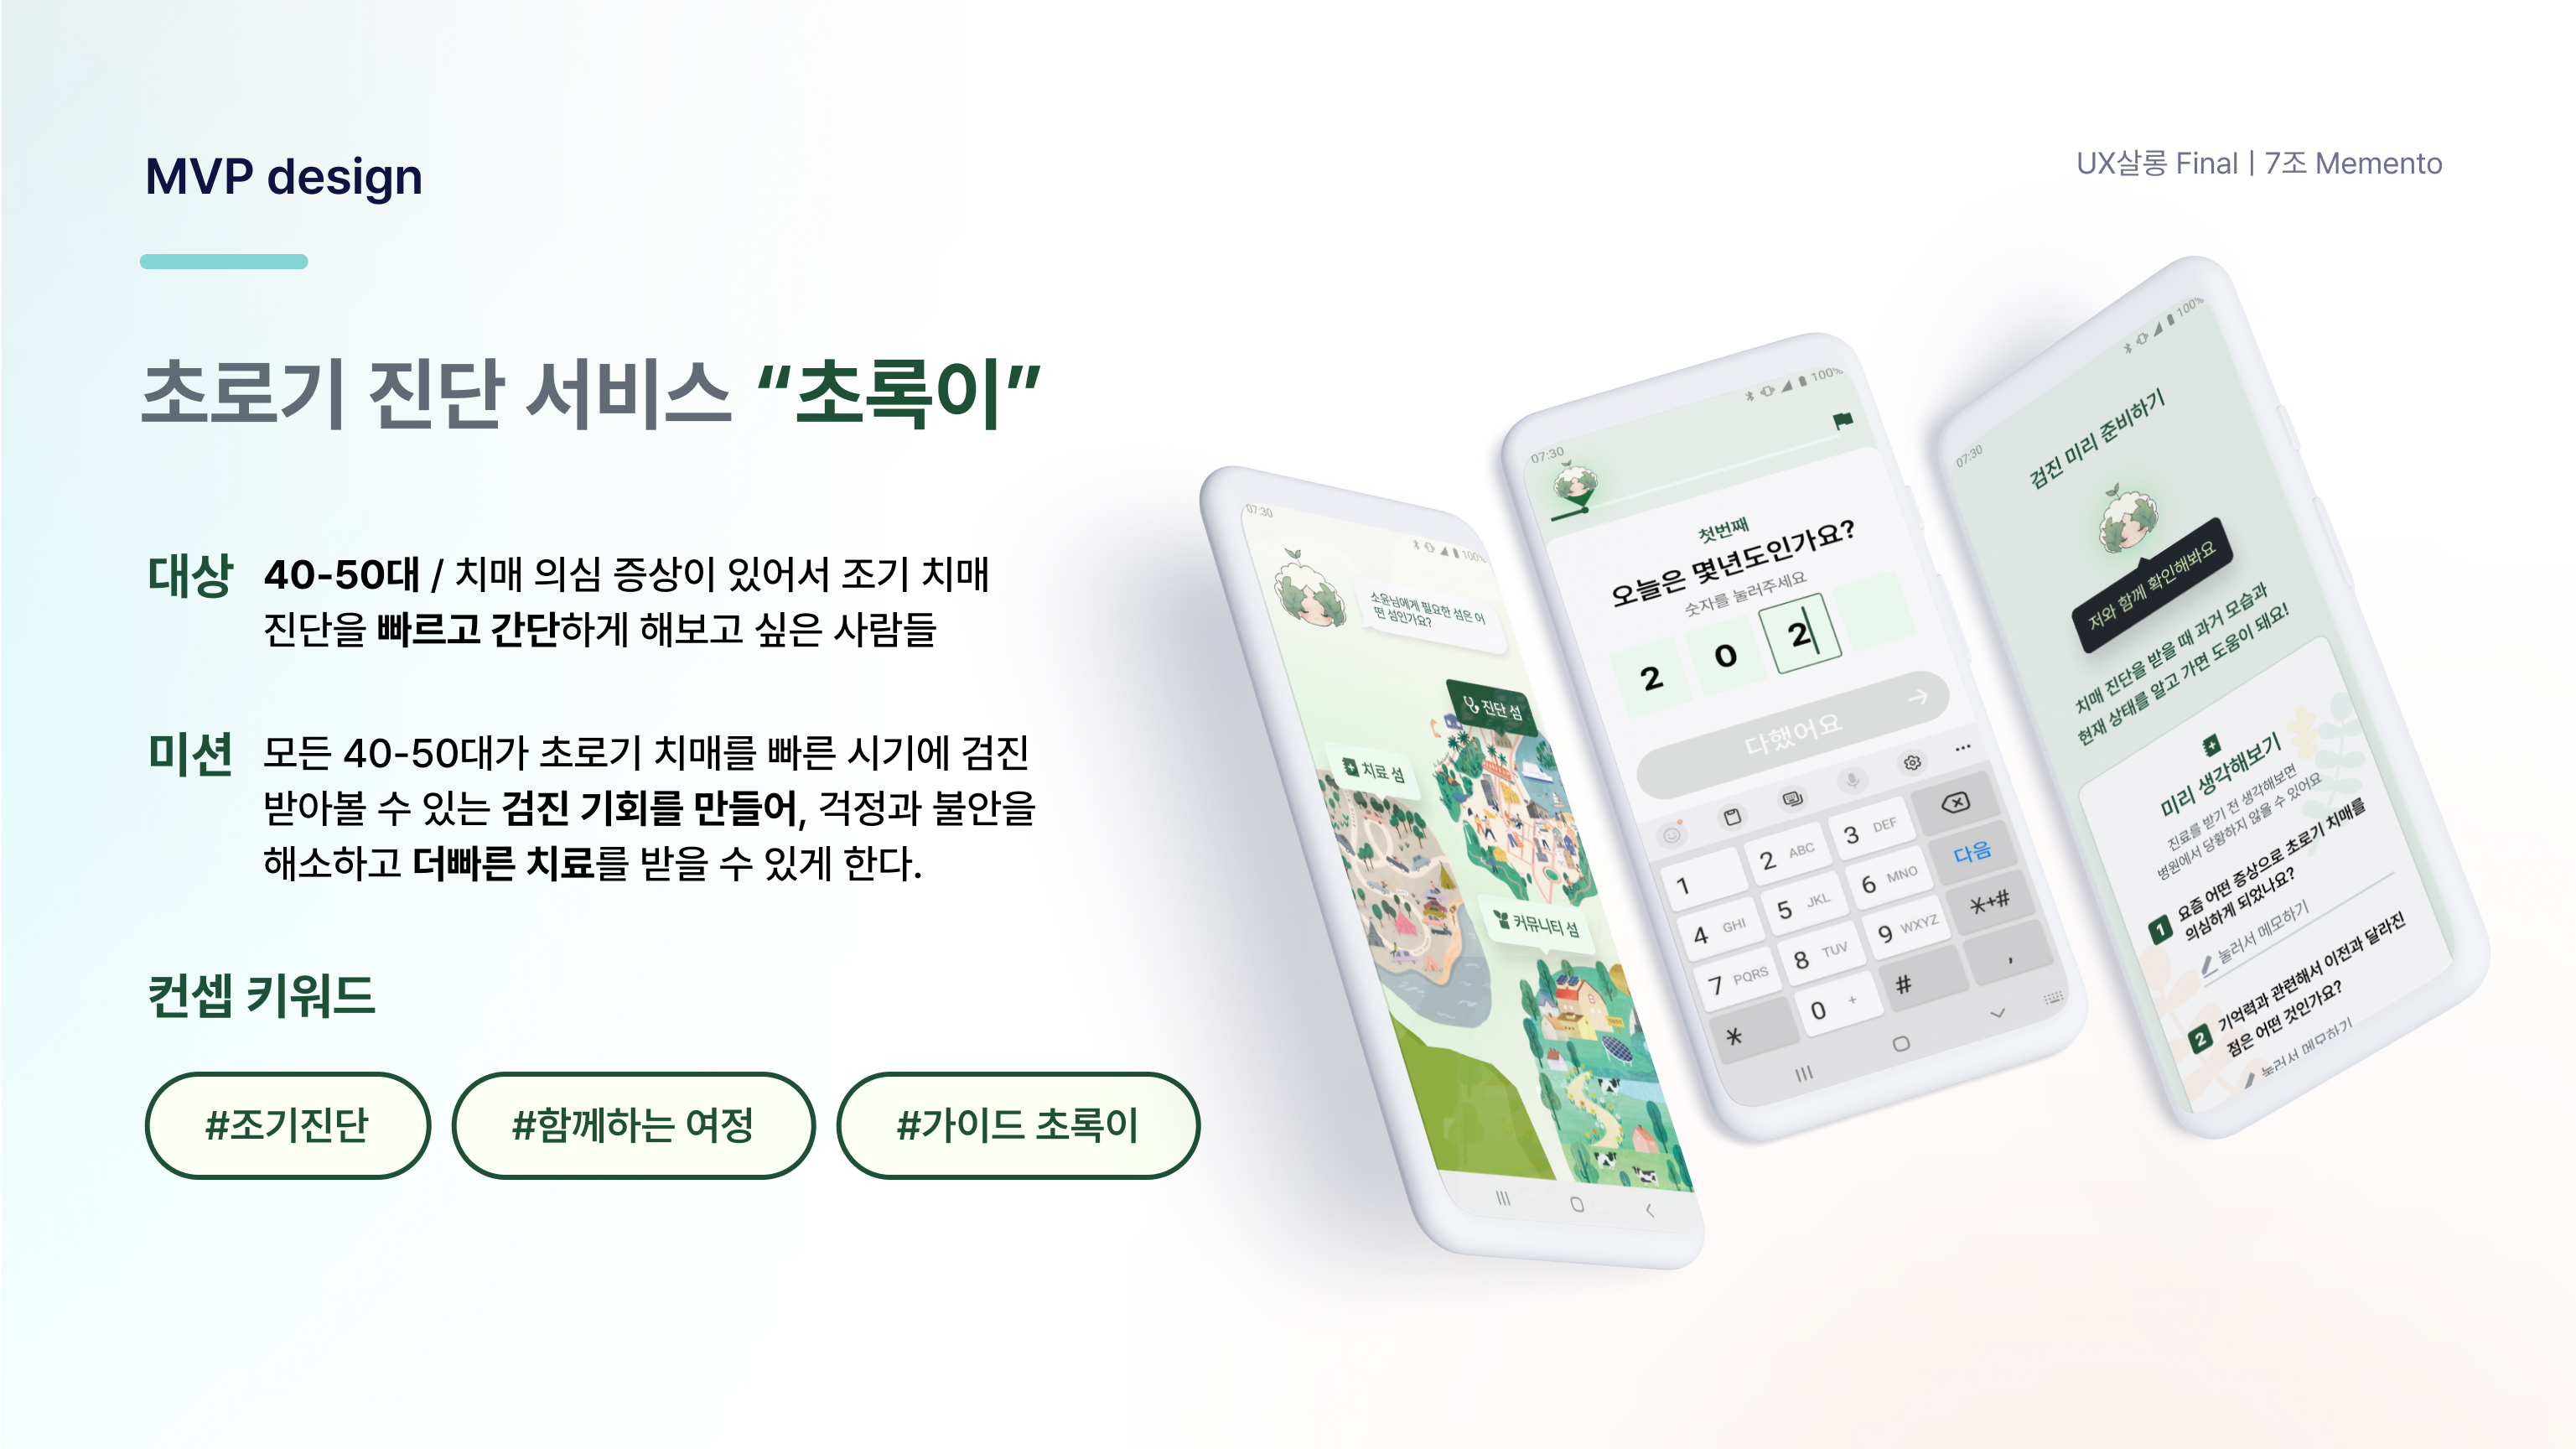 MVP design
UX살롱 Final | 7조 Memento
초로기 진단 서비스 “초록이”
대상
40-50대 / 치매 의심 증상이 있어서 조기 치매
진단을 빠르고 간단하게 해보고 싶은 사람들
미션
모든 40-50대가 초로기 치매를 빠른 시기에 검진
받아볼 수 있는 검진 기회를 만들어, 걱정과 불안을
해소하고 더빠른 치료를 받을 수 있게 한다.
컨셉 키워드
#조기진단
#함께하는 여정
#가이드 초록이
07:30
100%
소윤님에게 필요한 섬은 어
떤 섬인가요?
진단 섬
치료 섬
커뮤니티 섬
07:30
100%
첫번째
오늘은 몇년도인가요?
숫자를 눌러주세요
2 0 2
다했어요
1
2 ABC
3 DEF
4 GHI
5 JKL
6 MNO
다음
7 PQRS
8 TUV
9 WXYZ
*+#
*
0 +
#
,
07:30
100%
검진 미리 준비하기
저와 함께 확인해봐요
치매 진단을 받을 때 과거 모습과
현재 상태를 알고 가면 도움이 돼요!
미리 생각해보기
진료를 받기 전 생각해보면
병원에서 당황하지 않을 수 있어요
1 요즘 어떤 증상으로 초로기 치매를
의심하게 되었나요?
눌러서 메모하기
2 기억력과 관련해서 이전과 달라진
점은 어떤 것인가요?
눌러서 메모하기